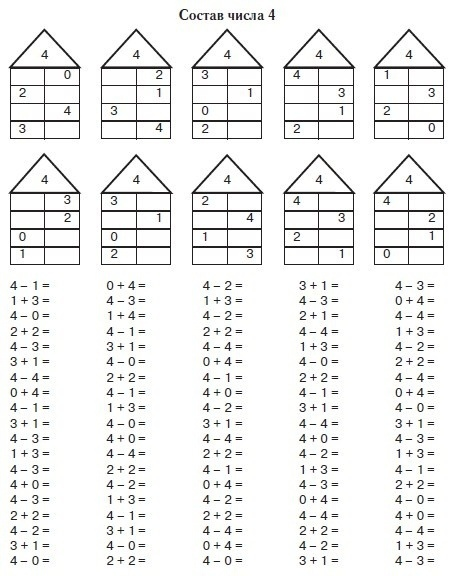 Состав числа 4
4 4 4 4 4
0 2 3 4 1
2 1 1 3 3
4 3 0 1 2
3 4 2 2 0
4 4 4 4 4
3 3 2 4 4
2 1 4 3 2
0 0 1 2 1
1 2 3 1 0
4 – 1 = 0 + 4 = 4 – 2 = 3 + 1 = 4 – 3 =
1 + 3 = 4 – 3 = 1 + 3 = 4 – 3 = 0 + 4 =
4 – 0 = 1 + 4 = 4 – 2 = 2 + 1 = 4 – 4 =
2 + 2 = 4 – 1 = 2 + 2 = 4 – 4 = 1 + 3 =
4 – 3 = 3 + 1 = 4 – 4 = 1 + 3 = 4 – 2 =
3 + 1 = 4 – 0 = 0 + 4 = 4 – 0 = 2 + 2 =
4 – 4 = 2 + 2 = 4 – 1 = 2 + 2 = 4 – 4 =
0 + 4 = 4 – 1 = 4 + 0 = 4 – 1 = 0 + 4 =
4 – 1 = 1 + 3 = 4 – 2 = 3 + 1 = 4 – 0 =
3 + 1 = 4 – 0 = 3 + 1 = 4 – 4 = 3 + 1 =
4 – 3 = 4 + 0 = 4 – 4 = 4 + 0 = 4 – 3 =
1 + 3 = 4 – 4 = 2 + 2 = 4 – 2 = 1 + 3 =
4 – 3 = 2 + 2 = 4 – 1 = 1 + 3 = 4 – 1 =
4 + 0 = 4 – 2 = 0 + 4 = 4 – 3 = 2 + 2 =
4 – 3 = 1 + 3 = 4 – 2 = 0 + 4 = 4 – 0 =
2 + 2 = 4 – 1 = 2 + 2 = 4 – 4 = 4 + 0 =
4 – 2 = 3 + 1 = 4 – 4 = 2 + 2 = 4 – 4 =
3 + 1 = 4 – 0 = 0 + 4 = 4 – 2 = 1 + 3 =
4 – 0 = 2 + 2 = 4 – 0 = 3 + 1 = 4 – 3 =